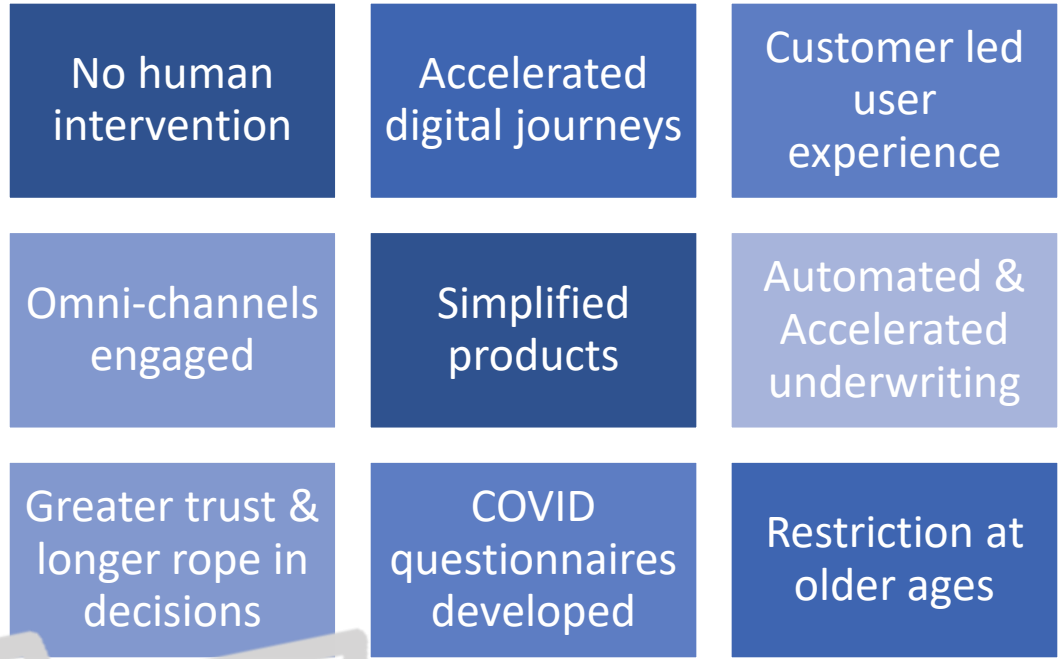 No human
intervention
Accelerated
digital journeys
Customer led
user
experience
Omni-channels
engaged
Simplified
products
Automated &
Accelerated
underwriting
Greater trust &
longer rope in
decisions
COVID
questionnaires
developed
Restriction at
older ages